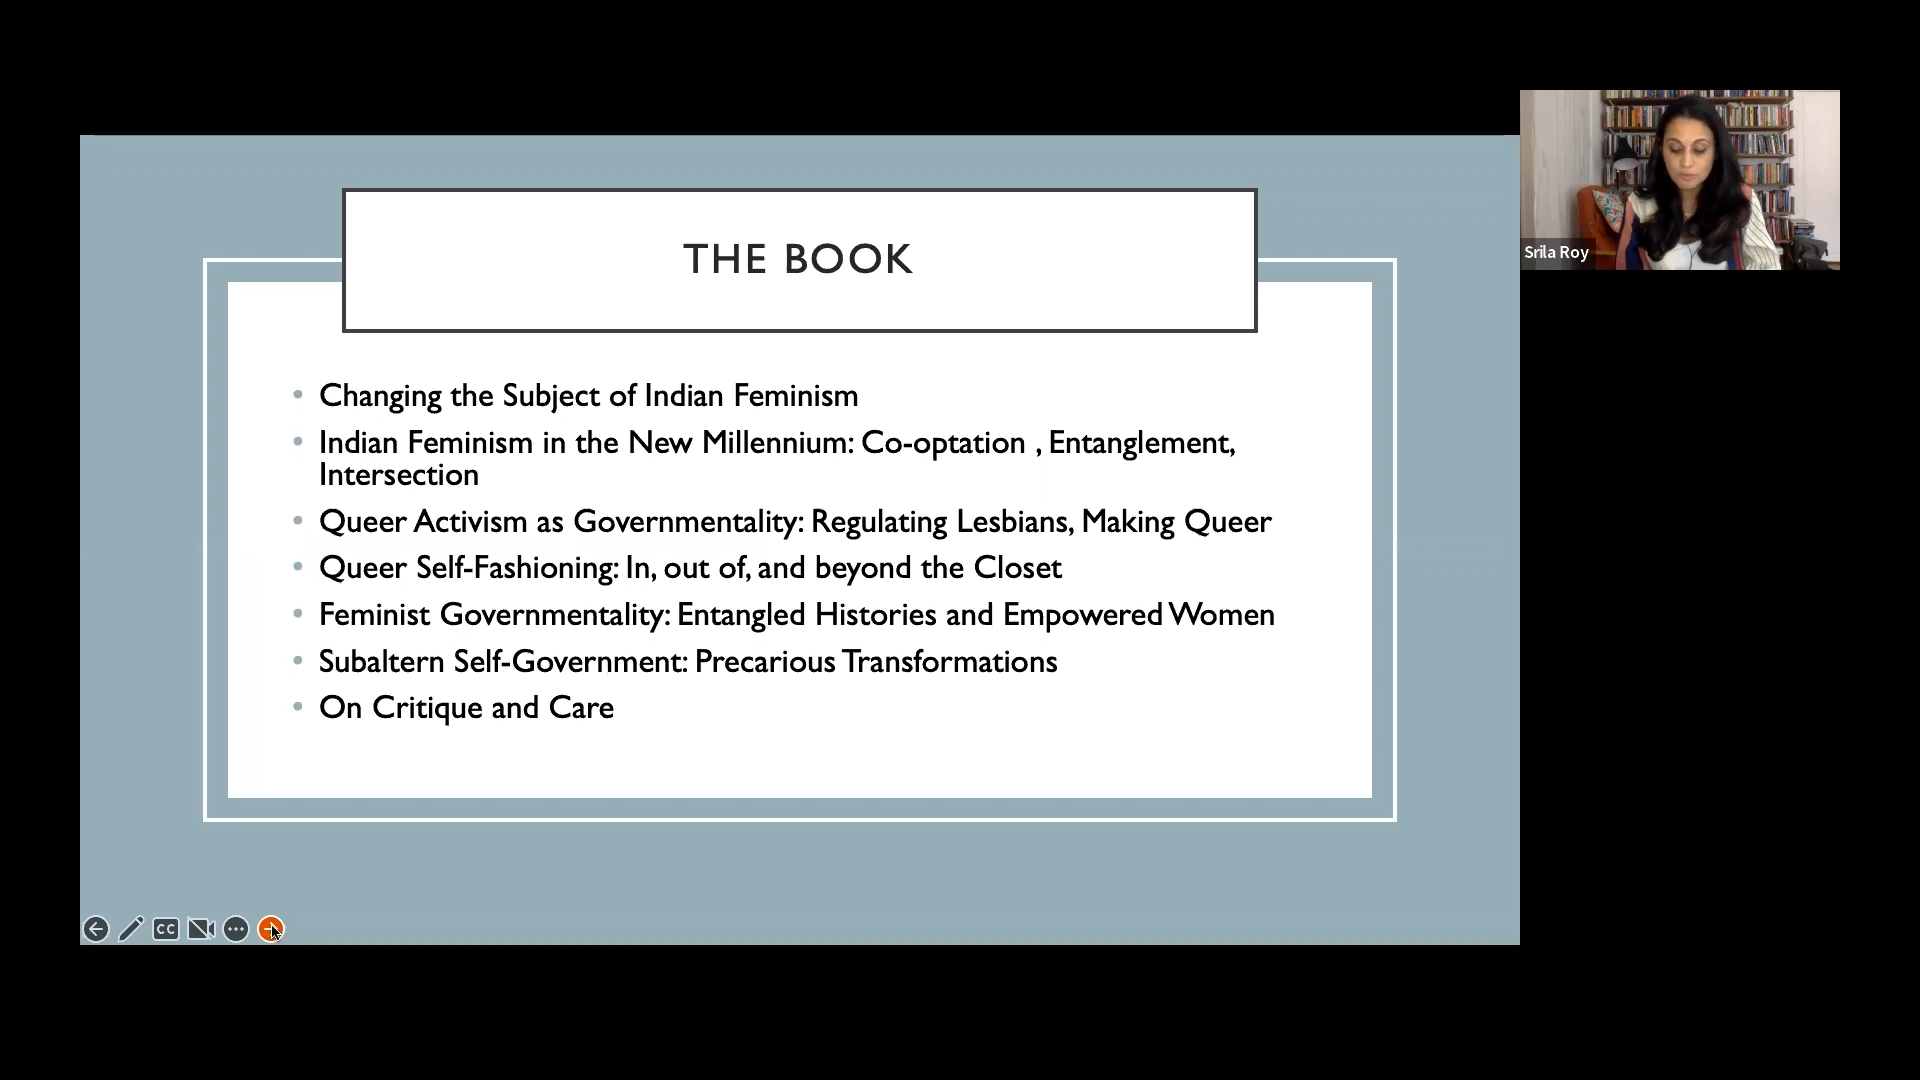 THE BOOK
Srila Roy
Changing the Subject of Indian Feminism
Indian Feminism in the New Millennium: Co-optation , Entanglement,
Intersection
Queer Activism as Governmentality: Regulating Lesbians, Making Queer
Queer Self-Fashioning: In, out of, and beyond the Closet
Feminist Governmentality: Entangled Histories and Empowered Women
Subaltern Self-Government: Precarious Transformations
On Critique and Care
CC